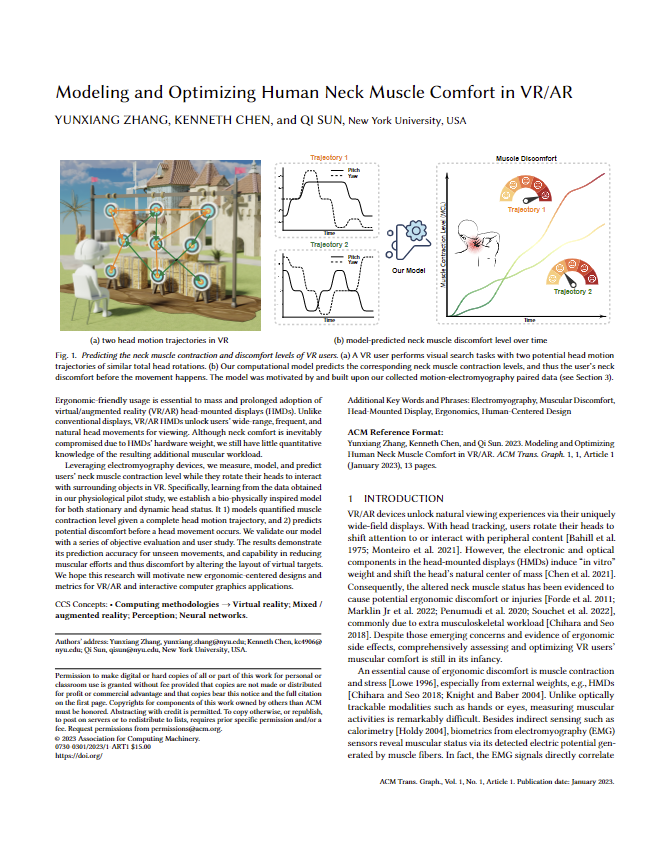 Modeling and Optimizing Human Neck Muscle Comfort in VR/AR
YUNXIANG ZHANG, KENNETH CHEN, and QI SUN, New York University, USA
Trajectory 1
Pitch
Yaw
Time
Trajectory 2
Pitch
Yaw
Time
Our Model
Muscle Discomfort
Muscle Contraction Level (MCL)
Trajectory 1
Trajectory 2
Time
(a) two head motion trajectories in VR
(b) model-predicted neck muscle discomfort level over time
Fig. 1. Predicting the neck muscle contraction and discomfort levels of VR users. (a) A VR user performs visual search tasks with two potential head motion
trajectories of similar total head rotations. (b) Our computational model predicts the corresponding neck muscle contraction levels, and thus the user's neck
discomfort before the movement happens. The model was motivated by and built upon our collected motion-electromyography paired data (see Section 3).
Ergonomic-friendly usage is essential to mass and prolonged adoption of
virtual/augmented reality (VR/AR) head-mounted displays (HMDs). Unlike
conventional displays, VR/AR HMDs unlock users' wide-range, frequent, and
natural head movements for viewing. Although neck comfort is inevitably
compromised due to HMDs' hardware weight, we still have little quantitative
knowledge of the resulting additional muscular workload.
Leveraging electromyography devices, we measure, model, and predict
users' neck muscle contraction level while they rotate their heads to interact
with surrounding objects in VR. Specifically, learning from the data obtained
in our physiological pilot study, we establish a bio-physically inspired model
for both stationary and dynamic head status. It 1) models quantified muscle
contraction level given a complete head motion trajectory, and 2) predicts
potential discomfort before a head movement occurs. We validate our model
with a series of objective evaluation and user study. The results demonstrate
its prediction accuracy for unseen movements, and capability in reducing
muscular efforts and thus discomfort by altering the layout of virtual targets.
We hope this research will motivate new ergonomic-centered designs and
metrics for VR/AR and interactive computer graphics applications.
CCS Concepts: • Computing methodologies → Virtual reality; Mixed /
augmented reality; Perception; Neural networks.
Authors' address: Yunxiang Zhang, yunxiang.zhang@nyu.edu; Kenneth Chen, kc4906@
nyu.edu; Qi Sun, qisun@nyu.edu, New York University, USA.
Permission to make digital or hard copies of all or part of this work for personal or
classroom use is granted without fee provided that copies are not made or distributed
for profit or commercial advantage and that copies bear this notice and the full citation
on the first page. Copyrights for components of this work owned by others than ACM
must be honored. Abstracting with credit is permitted. To copy otherwise, or republish,
to post on servers or to redistribute to lists, requires prior specific permission and/or a
fee. Request permissions from permissions@acm.org.
© 2023 Association for Computing Machinery.
0730-0301/2023/1-ART1 $15.00
https://doi.org/
Additional Key Words and Phrases: Electromyography, Muscular Discomfort,
Head-Mounted Display, Ergonomics, Human-Centered Design
ACM Reference Format:
Yunxiang Zhang, Kenneth Chen, and Qi Sun. 2023. Modeling and Optimizing
Human Neck Muscle Comfort in VR/AR. ACM Trans. Graph. 1, 1, Article 1
(January 2023), 13 pages.
1 INTRODUCTION
VR/AR devices unlock natural viewing experiences via their uniquely
wide-field displays. With head tracking, users rotate their heads to
shift attention to or interact with peripheral content [Bahill et al.
1975; Monteiro et al. 2021]. However, the electronic and optical
components in the head-mounted displays (HMDs) induce "in vitro"
weight and shift the head's natural center of mass [Chen et al. 2021].
Consequently, the altered neck muscle status has been evidenced to
cause potential ergonomic discomfort or injuries [Forde et al. 2011;
Marklin Jr et al. 2022; Penumudi et al. 2020; Souchet et al. 2022],
commonly due to extra musculoskeletal workload [Chihara and Seo
2018]. Despite those emerging concerns and evidence of ergonomic
side effects, comprehensively assessing and optimizing VR users'
muscular comfort is still in its infancy.
An essential cause of ergonomic discomfort is muscle contraction
and stress [Lowe 1996], especially from external weights, e.g., HMDs
[Chihara and Seo 2018; Knight and Baber 2004]. Unlike optically
trackable modalities such as hands or eyes, measuring muscular
activities is remarkably difficult. Besides indirect sensing such as
calorimetry [Holdy 2004], biometrics from electromyography (EMG)
sensors reveal muscular status via its detected electric potential gen-
erated by muscle fibers. In fact, the EMG signals directly correlate
ACM Trans. Graph., Vol. 1, No. 1, Article 1. Publication date: January 2023.